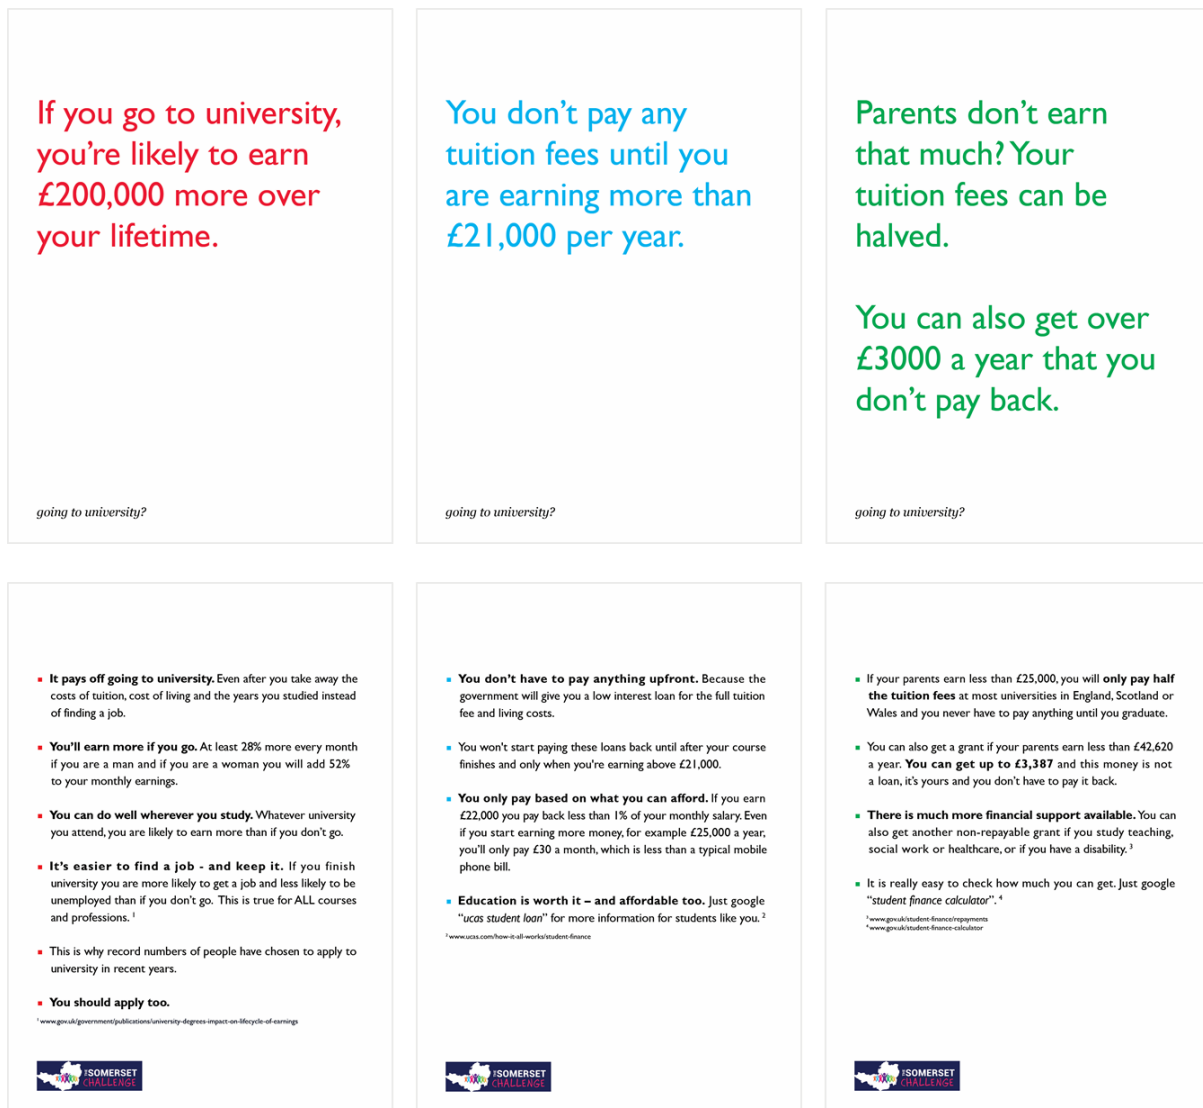 If you go to university,
you're likely to earn
£200,000 more over
your lifetime.
going to university?
You don't pay any
tuition fees until you
are earning more than
£21,000 per year.
going to university?
Parents don't earn
that much? Your
tuition fees can be
halved.
You can also get over
£3000 a year that you
don't pay back.
going to university?
▪ It pays off going to university. Even after you take away the
costs of tuition, cost of living and the years you studied instead
of finding a job.
▪ You'll earn more if you go. At least 28% more every month
if you are a man and if you are a woman you will add 52%
to your monthly earnings.
▪ You can do well wherever you study. Whatever university
you attend, you are likely to earn more than if you don't go.
▪ It's easier to find a job - and keep it. If you finish
university you are more likely to get a job and less likely to be
unemployed than if you don't go. This is true for ALL courses
and professions. 1
▪ This is why record numbers of people have chosen to apply to
university in recent years.
▪ You should apply too.
1 www.gov.uk/government/publications/university-degrees-impact-on-lifecycle-of-earnings
THE SOMERSET
CHALLENGE
▪ You don't have to pay anything upfront. Because the
government will give you a low interest loan for the full tuition
fee and living costs.
▪ You won't start paying these loans back until after your course
finishes and only when you're earning above £21,000.
▪ You only pay based on what you can afford. If you earn
£22,000 you pay back less than 1% of your monthly salary. Even
if you start earning more money, for example £25,000 a year,
you'll only pay £30 a month, which is less than a typical mobile
phone bill.
▪ Education is worth it – and affordable too. Just google
"ucas student loan" for more information for students like you. 2
2 www.ucas.com/how-it-all-works/student-finance
THE SOMERSET
CHALLENGE
▪ If your parents earn less than £25,000, you will only pay half
the tuition fees at most universities in England, Scotland or
Wales and you never have to pay anything until you graduate.
▪ You can also get a grant if your parents earn less than £42,620
a year. You can get up to £3,387 and this money is not
a loan, it's yours and you don't have to pay it back.
▪ There is much more financial support available. You can
also get another non-repayable grant if you study teaching,
social work or healthcare, or if you have a disability. 3
▪ It is really easy to check how much you can get. Just google
"student finance calculator". 4
3 www.gov.uk/student-finance/repayments
4 www.gov.uk/student-finance-calculator
THE SOMERSET
CHALLENGE